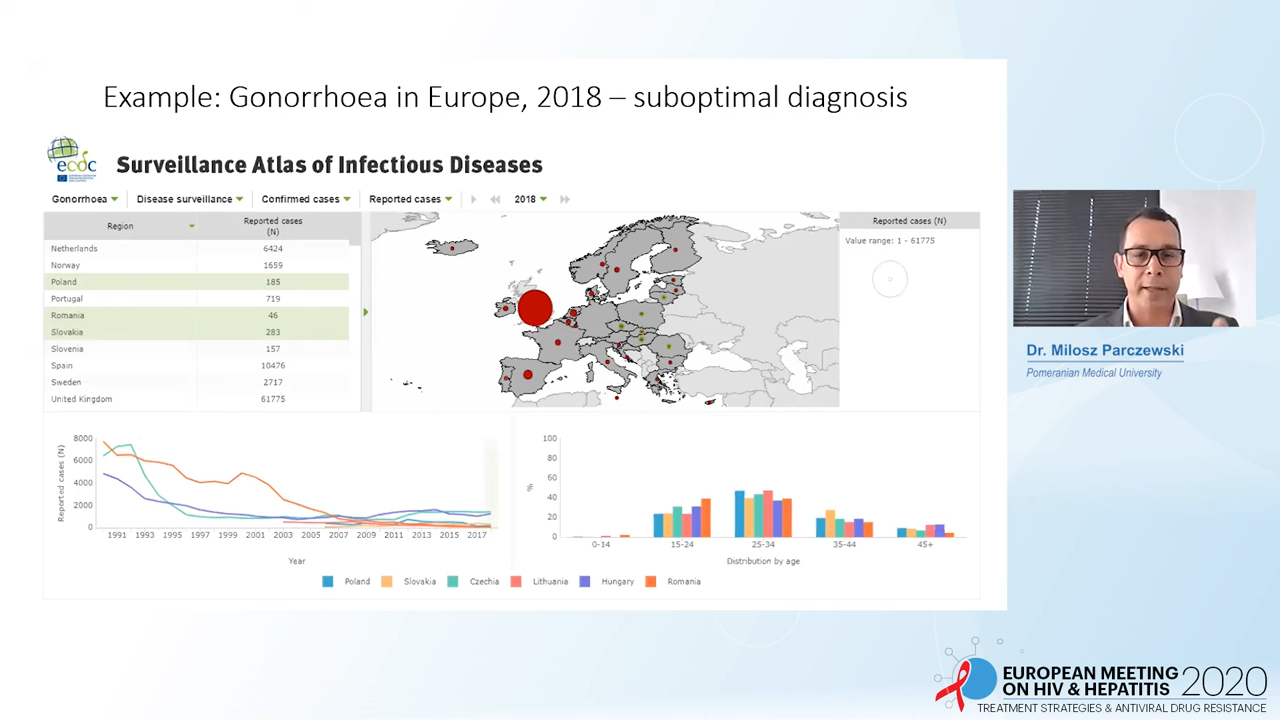 Example: Gonorrhoea in Europe, 2018 – suboptimal diagnosis
ecdc
Surveillance Atlas of Infectious Diseases
Gonorrhoea Disease surveillance Confirmed cases Reported cases 2018
Region Reported cases (N)
Netherlands 6424
Norway 1659
Poland 185
Portugal 719
Romania 46
Slovakia 283
Slovenia 157
Spain 10476
Sweden 2717
United Kingdom 61775
Reported cases (N)
Value range: 1 - 61775
Dr. Milosz Parczewski
Pomeranian Medical University
Reported cases (N)
8000
6000
4000
2000
0
1991 1993 1995 1997 1999 2001 2003 2005 2007 2009 2011 2013 2015 2017
Year
%
100
80
60
40
20
0
0-14 15-24 25-34 35-44 45+
Distribution by age
Poland Slovakia Czechia Lithuania Hungary Romania
EUROPEAN MEETING
ON HIV & HEPATITIS 2020
TREATMENT STRATEGIES & ANTIVIRAL DRUG RESISTANCE